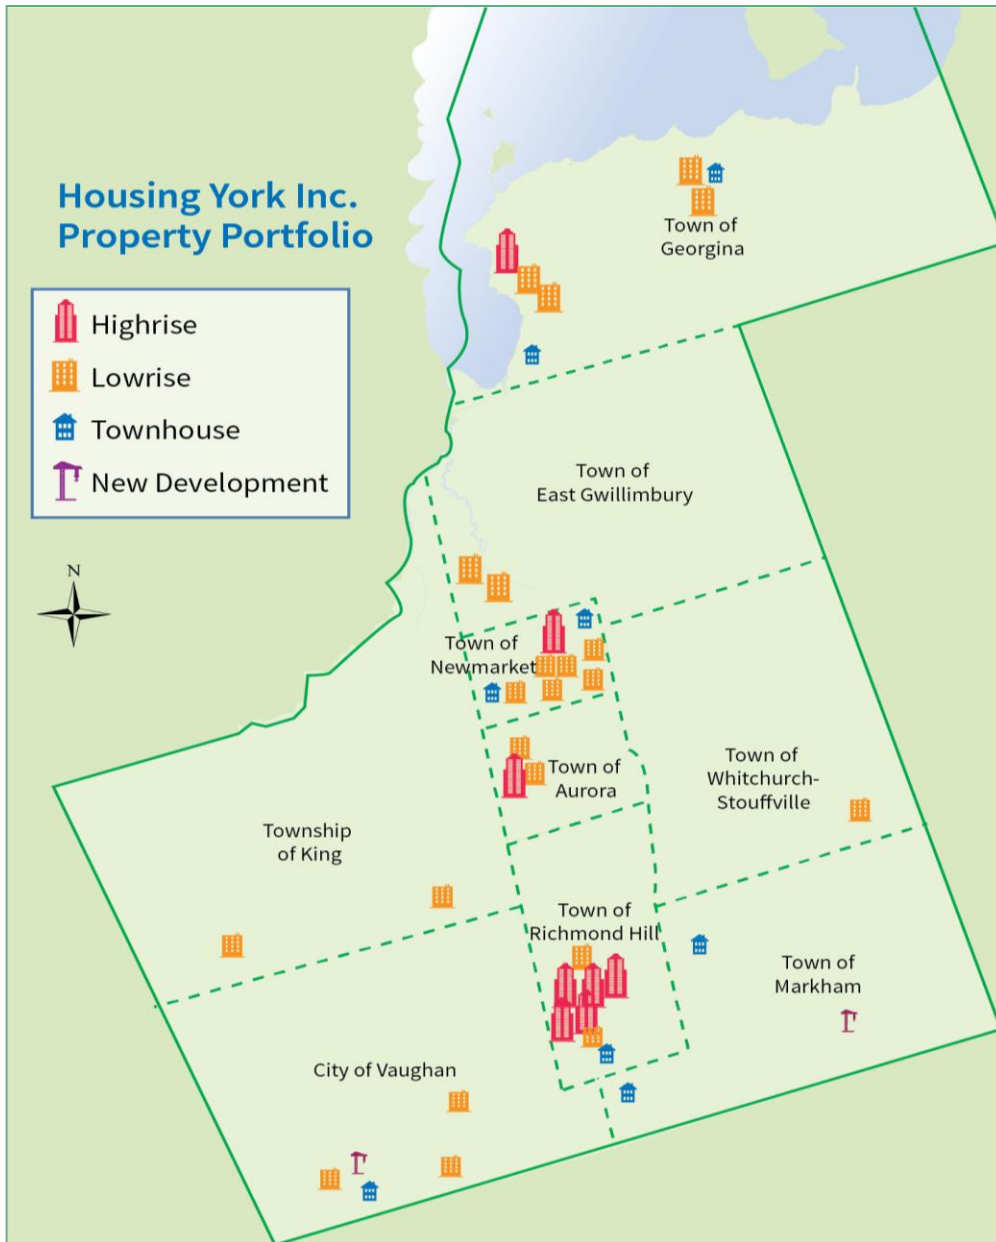 Housing York Inc.
Property Portfolio
Highrise
Lowrise
Townhouse
New Development
N
Town of
Georgina
Town of
East Gwillimbury
Town of
Newmarket
Town of
Aurora
Town of
Whitchurch-
Stouffville
Township
of King
Town of
Richmond Hill
Town of
Markham
City of Vaughan